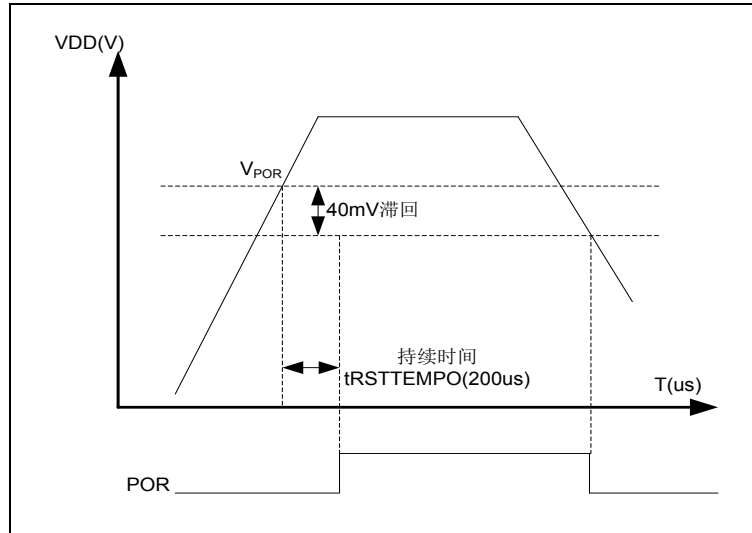 VDD(V)
VPOR
40mV滞回
持续时间
tRSTTEMPO(200us)
T(us)
POR